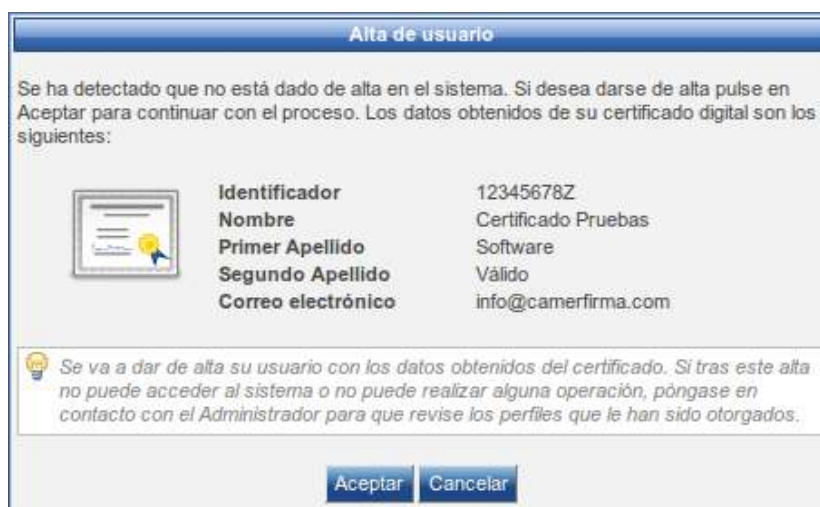 Alta de usuario
Se ha detectado que no está dado de alta en el sistema. Si desea darse de alta pulse en
Aceptar para continuar con el proceso. Los datos obtenidos de su certificado digital son los
siguientes:
Identificador 12345678Z
Nombre Certificado Pruebas
Primer Apellido Software
Segundo Apellido Válido
Correo electrónico info@camerfirma.com
Se va a dar de alta su usuario con los datos obtenidos del certificado. Si tras este alta
no puede acceder al sistema o no puede realizar alguna operación, póngase en
contacto con el Administrador para que revise los perfiles que le han sido otorgados.
Aceptar Cancelar